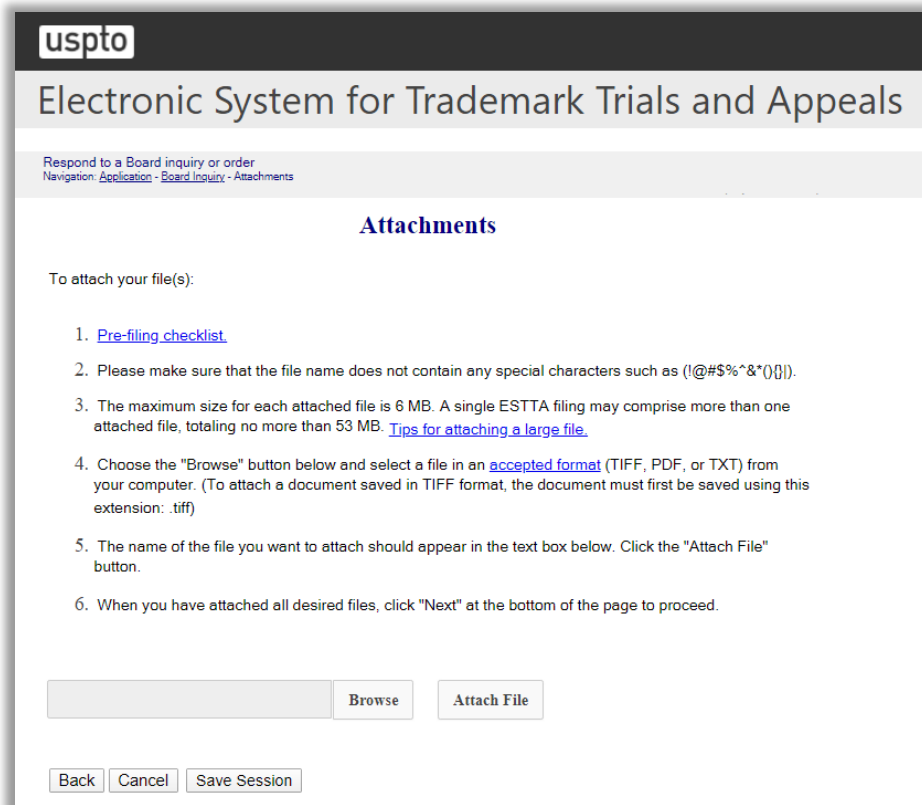 uspto
Electronic System for Trademark Trials and Appeals
Respond to a Board inquiry or order
Navigation: Application - Board Inquiry - Attachments
Attachments
To attach your file(s):
1. Pre-filing checklist.
2. Please make sure that the file name does not contain any special characters such as (!@#$%^&*(){}|).
3. The maximum size for each attached file is 6 MB. A single ESTTA filing may comprise more than one
attached file, totaling no more than 53 MB. Tips for attaching a large file.
4. Choose the "Browse" button below and select a file in an accepted format (TIFF, PDF, or TXT) from
your computer. (To attach a document saved in TIFF format, the document must first be saved using this
extension: .tiff)
5. The name of the file you want to attach should appear in the text box below. Click the "Attach File"
button.
6. When you have attached all desired files, click "Next" at the bottom of the page to proceed.
Browse Attach File
Back Cancel Save Session